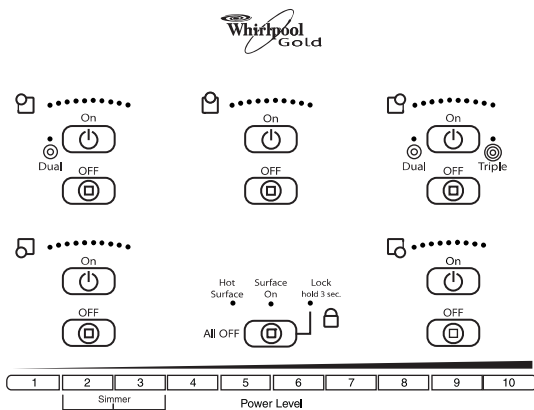 Whirlpool
Gold
On
Dual
OFF
On
OFF
On
Dual
Triple
OFF
On
OFF
Hot Surface
Surface On
Lock
hold 3 sec.
All OFF
On
OFF
1 2 3 4 5 6 7 8 9 10
Simmer
Power Level